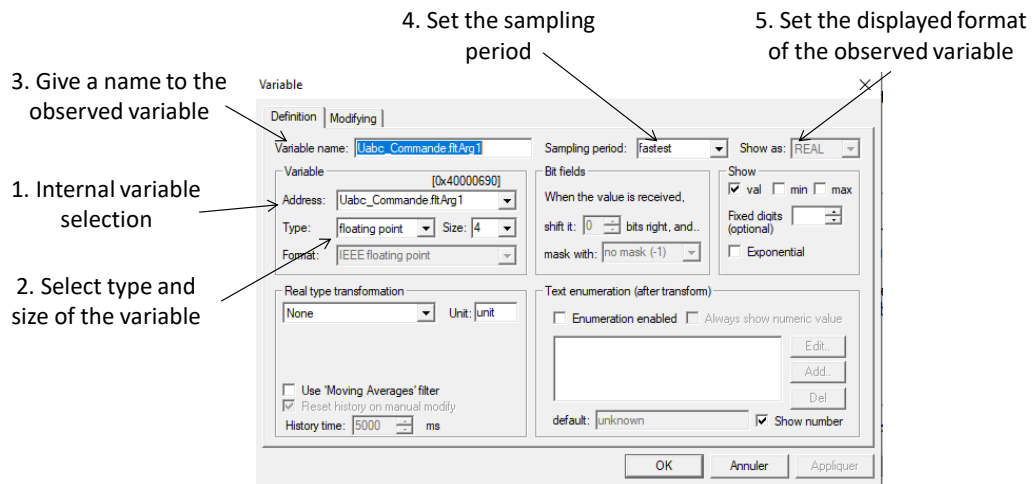 4. Set the sampling
period
5. Set the displayed format
of the observed variable
3. Give a name to the
observed variable
1. Internal variable
selection
2. Select type and
size of the variable
Variable
Definition Modifying
Variable name: Uabc_Commande.fltArg1 Sampling period: fastest Show as: REAL
Variable
[0x40000690]
Address: Uabc_Commande.fltArg1
Type: floating point Size: 4
Format: IEEE floating point
Bit fields
When the value is received,
shift it: 0 bits right, and..
mask with: no mask (-1)
Show
val min max
Fixed digits
(optional)
Exponential
Real type transformation
None Unit: unit
Use 'Moving Averages' filter
Reset history on manual modify
History time: 5000 ms
Text enumeration (after transform)
Enumeration enabled Always show numeric value
Edit..
Add..
Del
default: unknown Show number
OK Annuler Appliquer